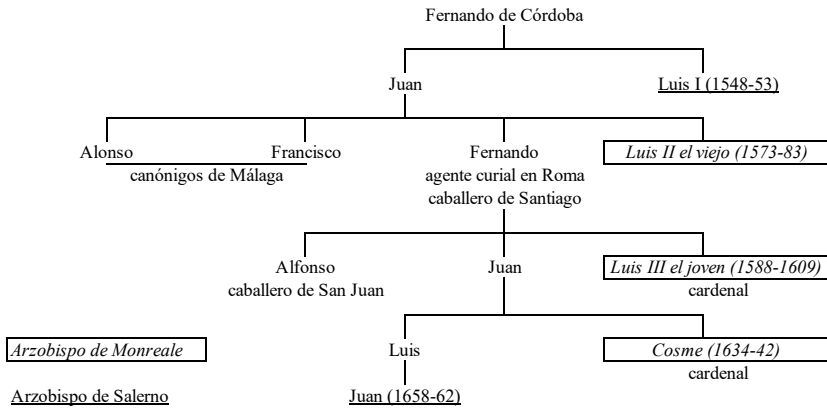 Fernando de Córdoba
Juan
Luis I (1548-53)
Alonso
Francisco
Fernando
Luis II el viejo (1573-83)
canónigos de Málaga
agente curial en Roma
caballero de Santiago
Alfonso
Juan
Luis III el joven (1588-1609)
caballero de San Juan
cardenal
Arzobispo de Monreale
Luis
Cosme (1634-42)
cardenal
Arzobispo de Salerno
Juan (1658-62)